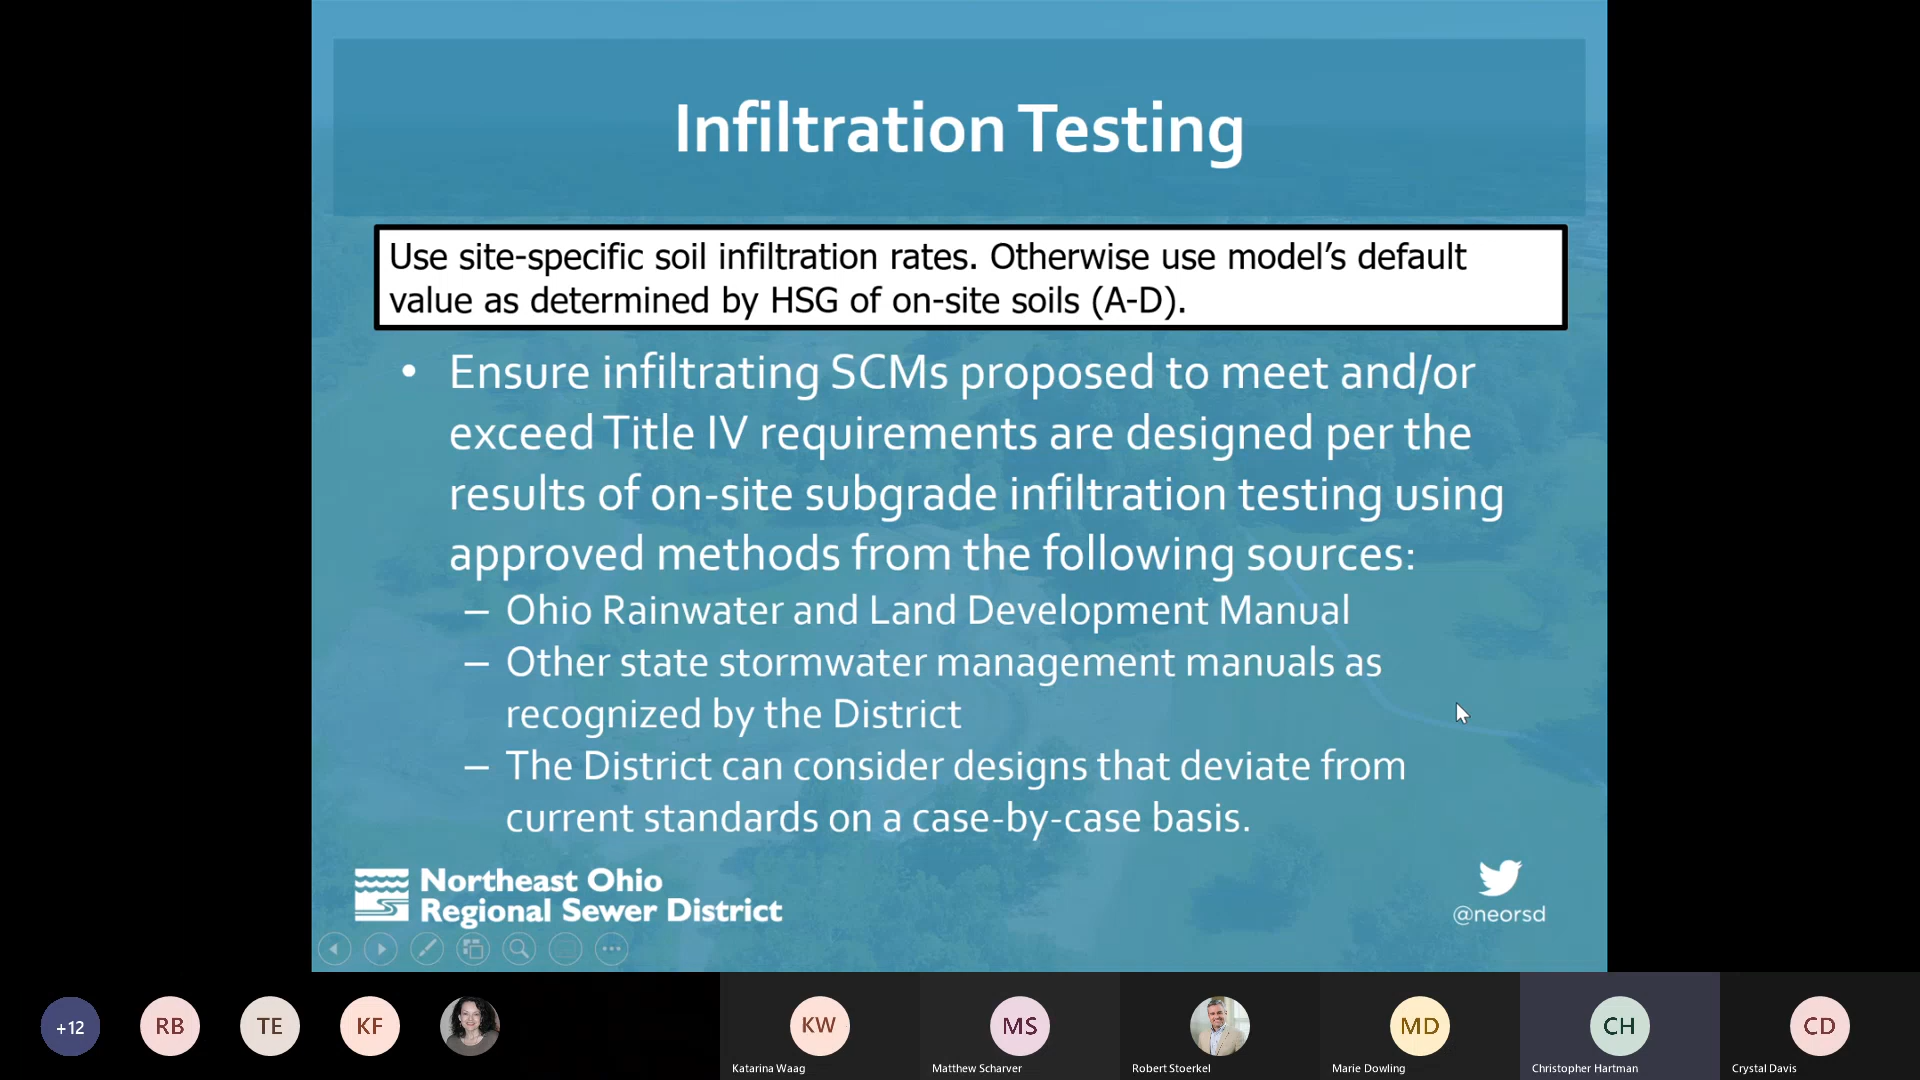 Infiltration Testing
Use site-specific soil infiltration rates. Otherwise use model’s default
value as determined by HSG of on-site soils (A-D).
• Ensure infiltrating SCMs proposed to meet and/or
exceed Title IV requirements are designed per the
results of on-site subgrade infiltration testing using
approved methods from the following sources:
– Ohio Rainwater and Land Development Manual
– Other state stormwater management manuals as
recognized by the District
– The District can consider designs that deviate from
current standards on a case-by-case basis.
Northeast Ohio
Regional Sewer District
@neorsd
+12
RB
TE
KF
KW
MS
MD
CH
CD
Katarina Waag
Matthew Scharver
Robert Stoerkel
Marie Dowling
Christopher Hartman
Crystal Davis